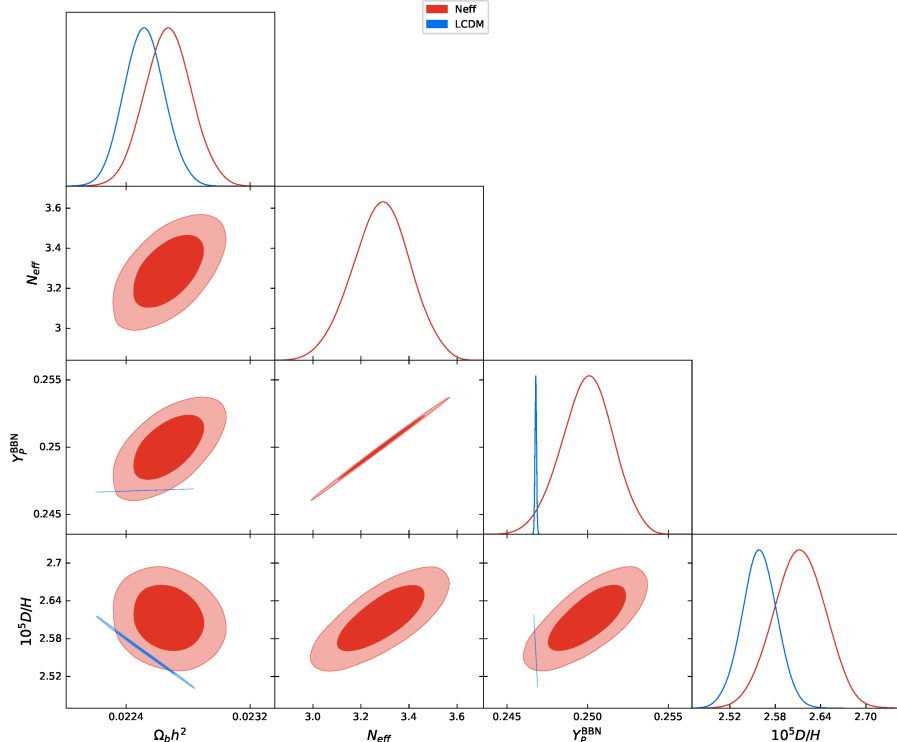 Neff
LCDM
3.6
3.4
3.2
3
N_eff
0.255
0.25
0.245
Y_P^BBN
2.7
2.64
2.58
2.52
10^5D/H
0.0224
0.0232
Ω_bh^2
3.0
3.2
3.4
3.6
N_eff
0.245
0.250
0.255
Y_P^BBN
2.52
2.58
2.64
2.70
10^5D/H